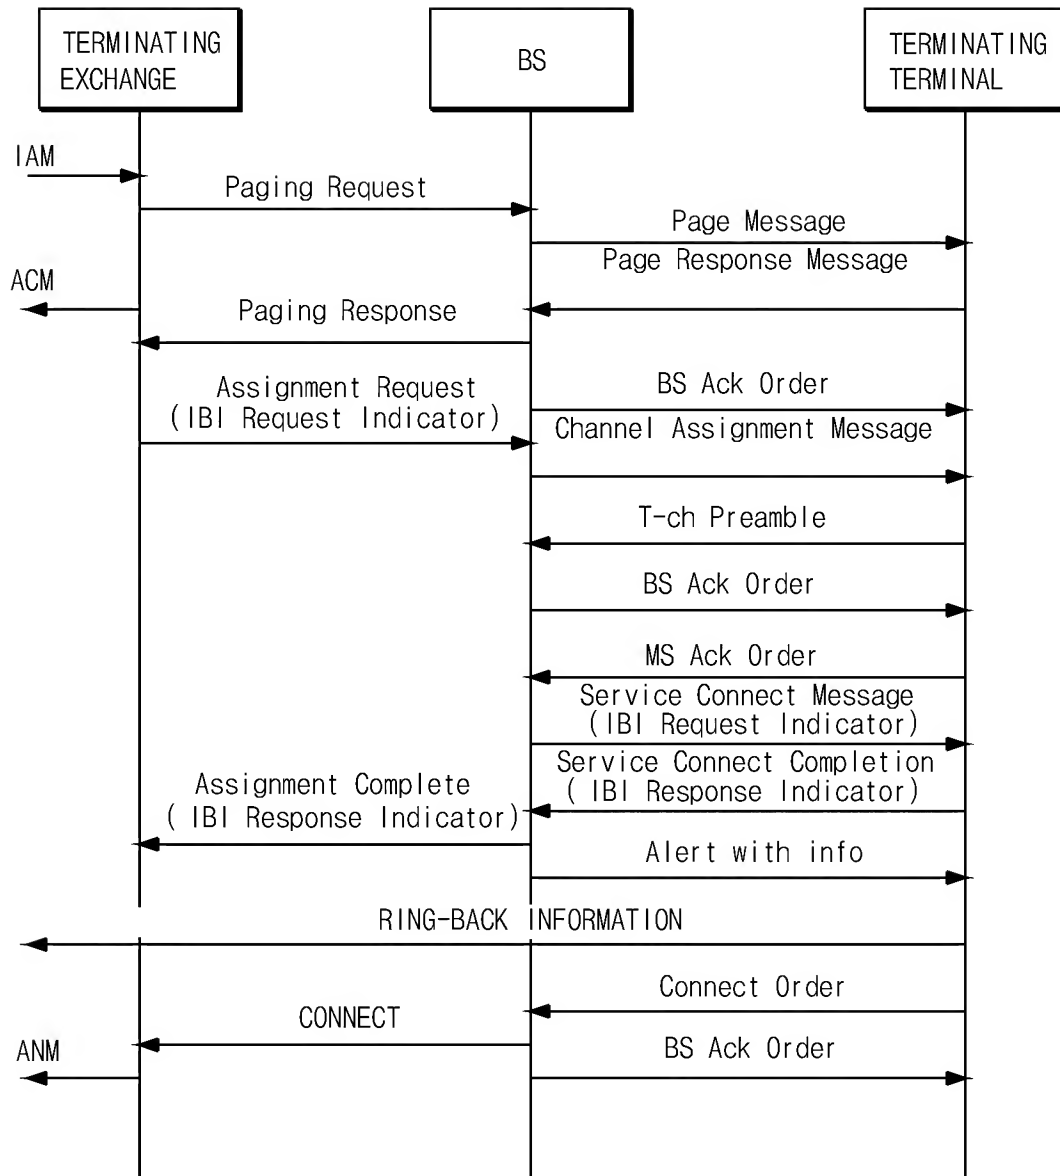 TERMINATING
EXCHANGE
BS
TERMINATING
TERMINAL
IAM
Paging Request
Page Message
Page Response Message
ACM
Paging Response
Assignment Request
(IBI Request Indicator)
BS Ack Order
Channel Assignment Message
T-ch Preamble
BS Ack Order
MS Ack Order
Service Connect Message
(IBI Request Indicator)
Service Connect Completion
( IBI Response Indicator)
Assignment Complete
( IBI Response Indicator)
Alert with info
RING-BACK INFORMATION
Connect Order
CONNECT
ANM
BS Ack Order